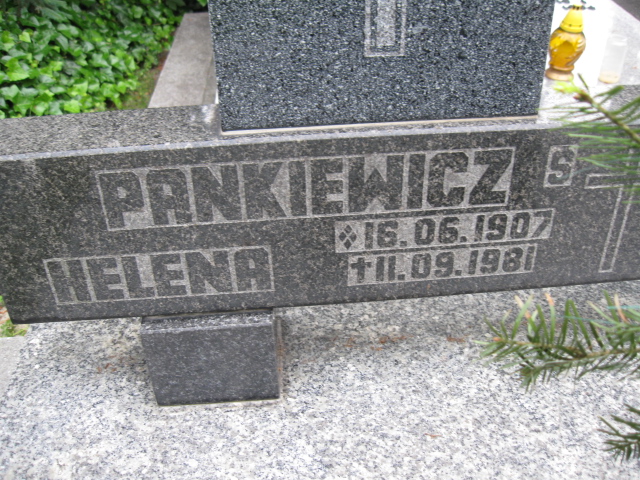 PANKIEWICZ S
16.06.1907
HELENA
†11.09.1981